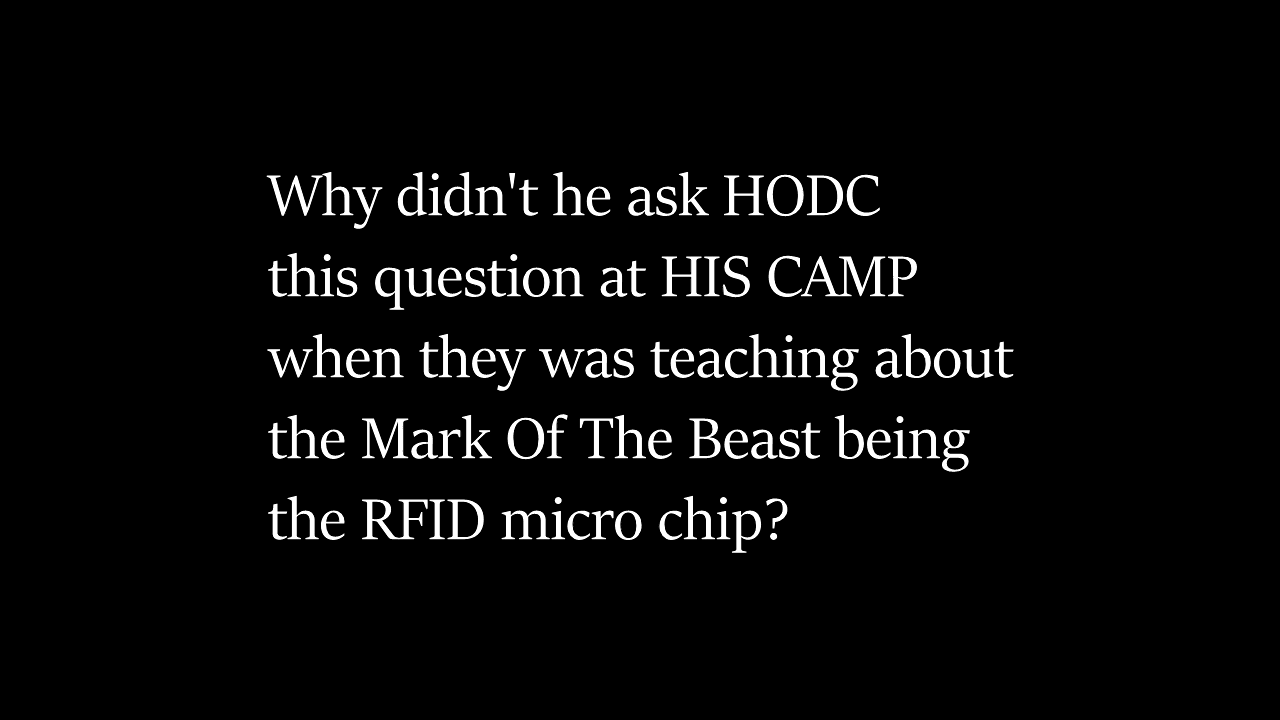 Why didn't he ask HODC
this question at HIS CAMP
when they was teaching about
the Mark Of The Beast being
the RFID micro chip?